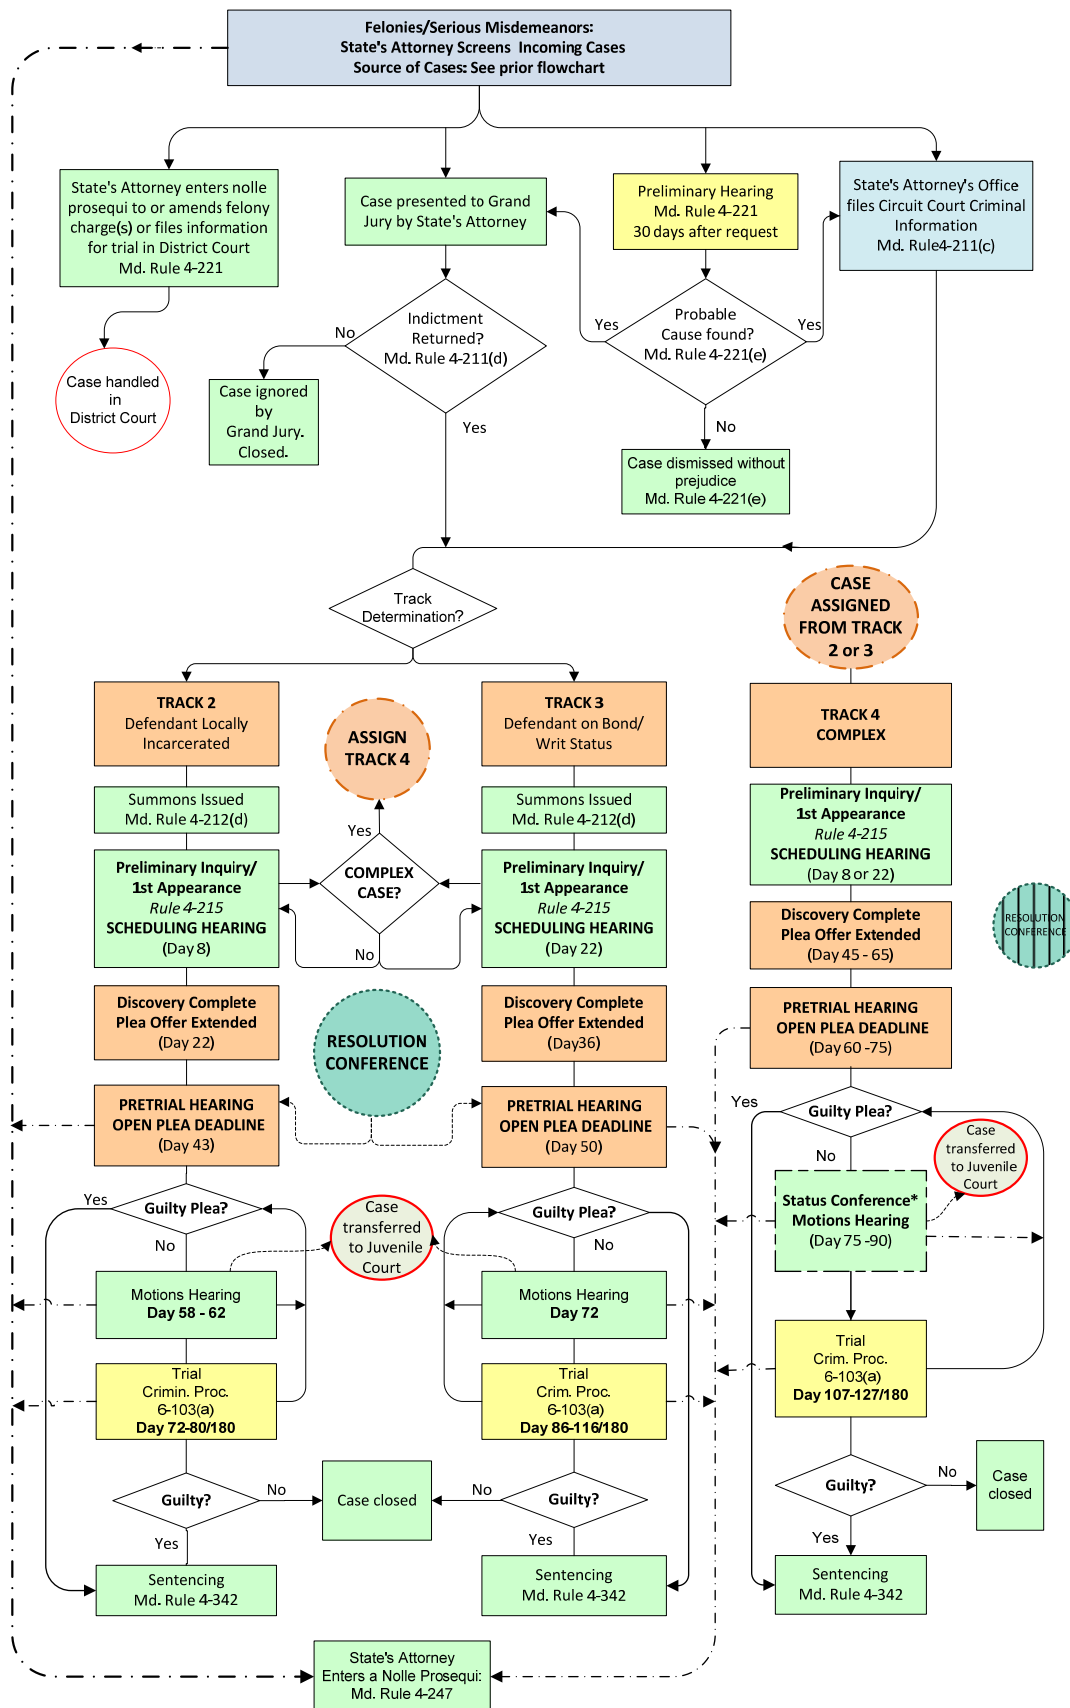 Felonies/Serious Misdemeanors:
State's Attorney Screens Incoming Cases
Source of Cases: See prior flowchart
State's Attorney enters nolle
prosequi to or amends felony
charge(s) or files information
for trial in District Court
Md. Rule 4-221
Case presented to Grand
Jury by State's Attorney
Preliminary Hearing
Md. Rule 4-221
30 days after request
State's Attorney's Office
files Circuit Court Criminal
Information
Md. Rule4-211(c)
Case handled
in
District Court
No
Indictment
Returned?
Md. Rule 4-211(d)
Yes
Case ignored
by
Grand Jury.
Closed.
Yes
Probable
Cause found?
Md. Rule 4-221(e)
Yes
No
Case dismissed without
prejudice
Md. Rule 4-221(e)
Track
Determination?
CASE
ASSIGNED
FROM TRACK
2 or 3
TRACK 2
Defendant Locally
Incarcerated
ASSIGN
TRACK 4
TRACK 3
Defendant on Bond/
Writ Status
TRACK 4
COMPLEX
Summons Issued
Md. Rule 4-212(d)
Yes
Summons Issued
Md. Rule 4-212(d)
Preliminary Inquiry/
1st Appearance
Rule 4-215
SCHEDULING HEARING
(Day 8)
COMPLEX
CASE?
No
Preliminary Inquiry/
1st Appearance
Rule 4-215
SCHEDULING HEARING
(Day 22)
Preliminary Inquiry/
1st Appearance
Rule 4-215
SCHEDULING HEARING
(Day 8 or 22)
Discovery Complete
Plea Offer Extended
(Day 45 - 65)
RESOLUTION
CONFERENCE
Discovery Complete
Plea Offer Extended
(Day 22)
RESOLUTION
CONFERENCE
Discovery Complete
Plea Offer Extended
(Day36)
PRETRIAL HEARING
OPEN PLEA DEADLINE
(Day 60 -75)
PRETRIAL HEARING
OPEN PLEA DEADLINE
(Day 43)
PRETRIAL HEARING
OPEN PLEA DEADLINE
(Day 50)
Yes
Guilty Plea?
No
Case
transferred
to Juvenile
Court
Yes
Guilty Plea?
No
Case
transferred
to Juvenile
Court
Guilty Plea?
No
Status Conference*
Motions Hearing
(Day 75 -90)
Motions Hearing
Day 58 - 62
Motions Hearing
Day 72
Trial
Crim. Proc.
6-103(a)
Day 107-127/180
Trial
Crimin. Proc.
6-103(a)
Day 72-80/180
Trial
Crim. Proc.
6-103(a)
Day 86-116/180
Guilty?
No
Case closed
No
Guilty?
Guilty?
No
Case
closed
Yes
Yes
Yes
Sentencing
Md. Rule 4-342
Sentencing
Md. Rule 4-342
Sentencing
Md. Rule 4-342
State's Attorney
Enters a Nolle Prosequi:
Md. Rule 4-247